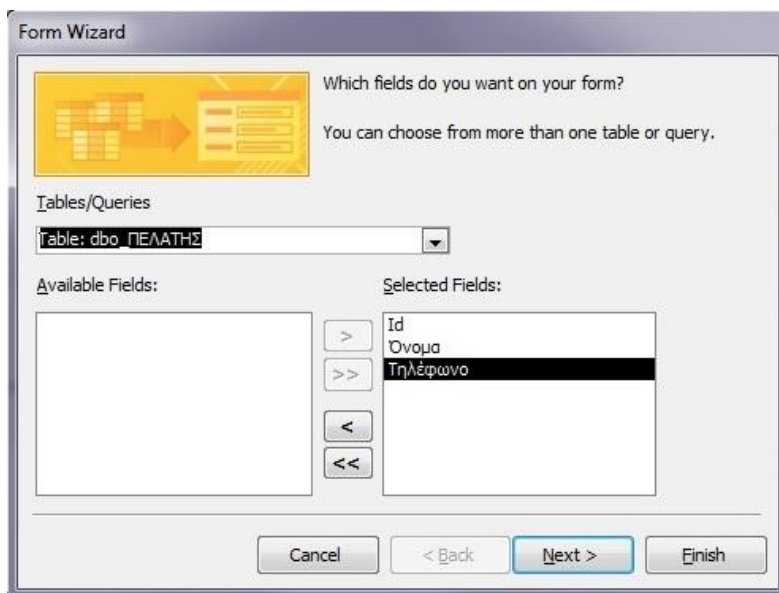 Form Wizard
Which fields do you want on your form?
You can choose from more than one table or query.
Tables/Queries
Table: dbo_ΠΕΛΑΤΗΣ
Available Fields:
Selected Fields:
>
>>
<
<<
Id
Όνομα
Τηλέφωνο
Cancel
< Back
Next >
Finish